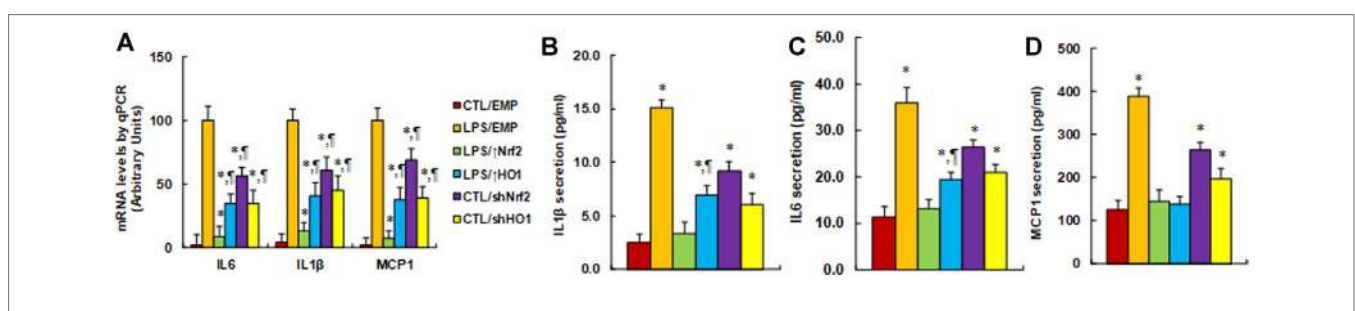 A
mRNA levels by qPCR
(Arbitrary Units)
150
100
50
0
*
*,¶
*,¶
*,¶
*
*,¶
*,¶
*,¶
*
*,¶
*,¶
*,¶
IL6
IL1β
MCP1
CTL/EMP
LPS/EMP
LPS/↑Nrf2
LPS/↑HO1
CTL/shNrf2
CTL/shHO1
B
IL1β secretion (pg/ml)
20.0
15.0
10.0
5.0
0.0
*
*,¶
*
*
C
IL6 secretion (pg/ml)
50.0
40.0
30.0
20.0
10.0
0.0
*
*,¶
*
*
D
MCP1 secretion (pg/ml)
500
400
300
200
100
0
*
*
*